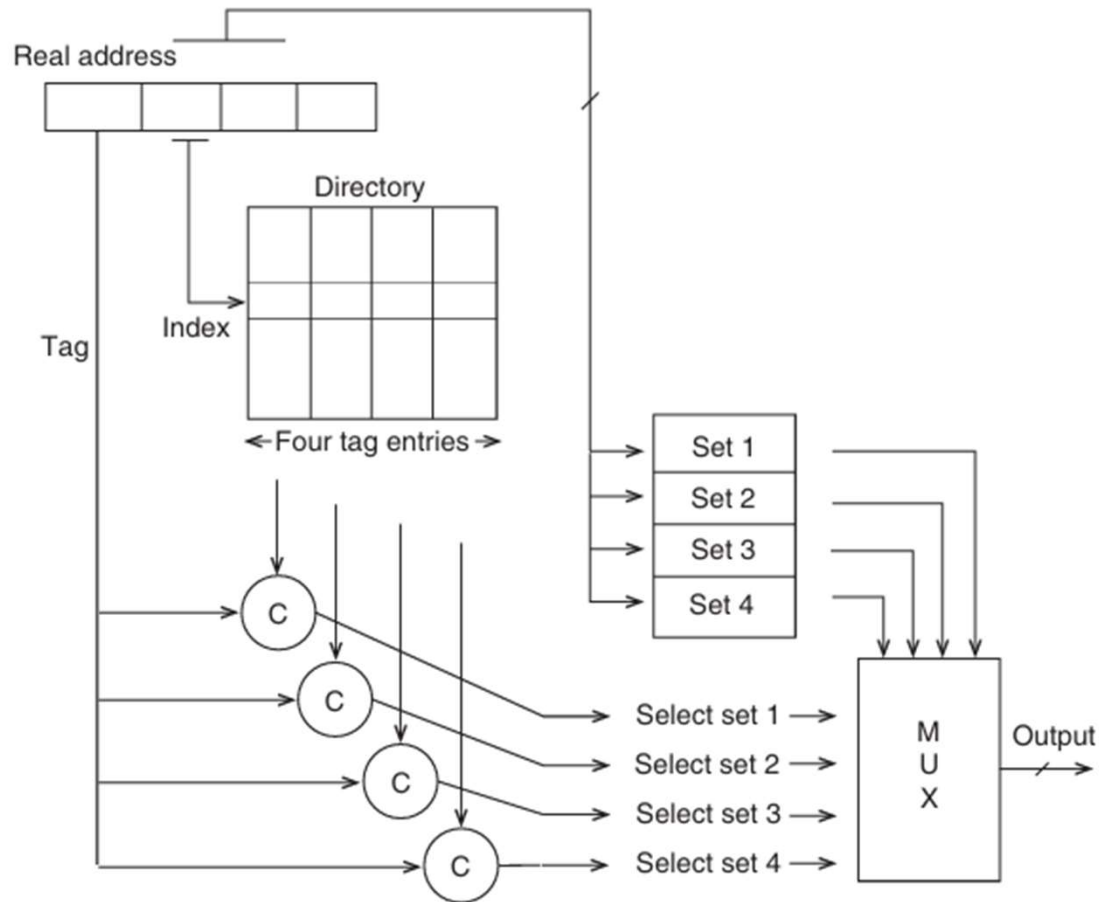 Real address
Directory
Index
Tag
Four tag entries
Set 1
Set 2
Set 3
Set 4
C
C
C
C
Select set 1
Select set 2
Select set 3
Select set 4
M
U
X
Output